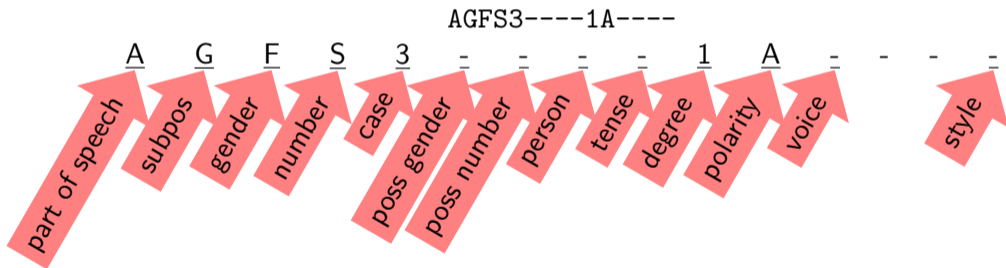 AGFS3----1A----
A G F S 3 - - - - 1 A - - - -
part of speech
subpos
gender
number
case
poss gender
poss number
person
tense
degree
polarity
voice
style